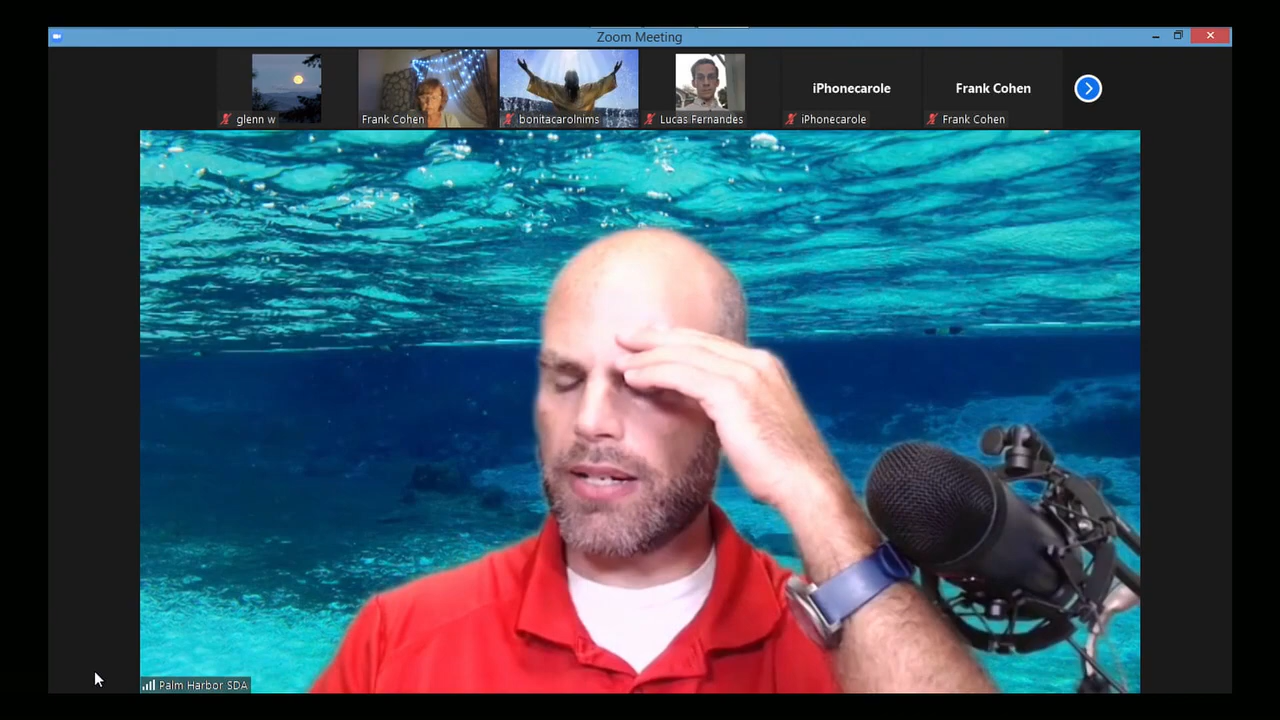 Zoom Meeting
iPhonecarole
Frank Cohen
glenn w
Frank Cohen
bonitacarolnims
Lucas Fernandes
iPhonecarole
Frank Cohen
Palm Harbor SDA